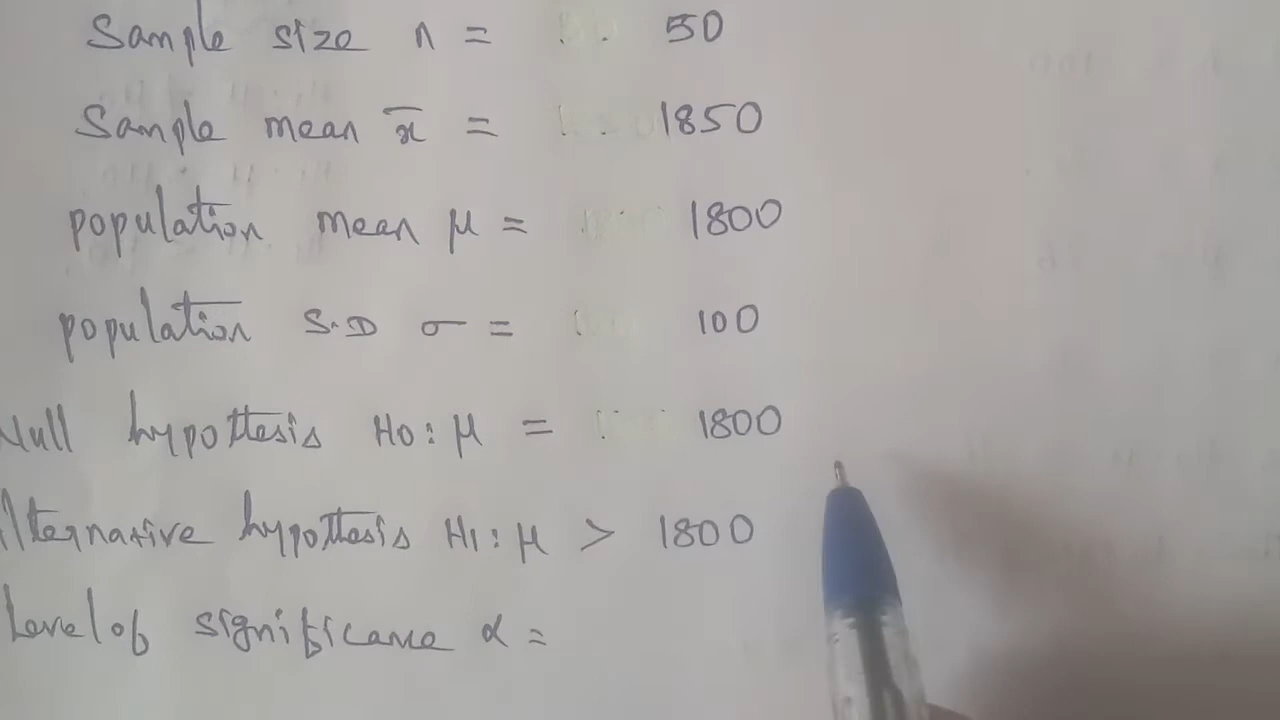 Sample size n = 50
Sample mean x̄ = 1850
population mean μ = 1800
population S.D σ = 100
Null hypothesis H0 : μ = 1800
Alternative hypothesis H1 : μ > 1800
Level of significance α =